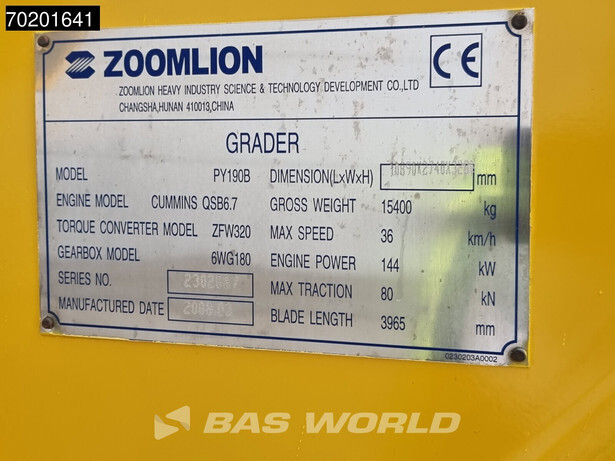 70201641
ZOOMLION
CE
ZOOMLION HEAVY INDUSTRY SCIENCE & TECHNOLOGY DEVELOPMENT CO.,LTD
CHANGSHA,HUNAN 410013,CHINA
GRADER
MODEL PY190B
ENGINE MODEL CUMMINS QSB6.7
TORQUE CONVERTER MODEL ZFW320
GEARBOX MODEL 6WG180
SERIES NO.
MANUFACTURED DATE 2008.03
DIMENSION(LxWxH) mm
GROSS WEIGHT 15400 kg
MAX SPEED 36 km/h
ENGINE POWER 144 kW
MAX TRACTION 80 kN
BLADE LENGTH 3965 mm
0230203A0002
BAS WORLD